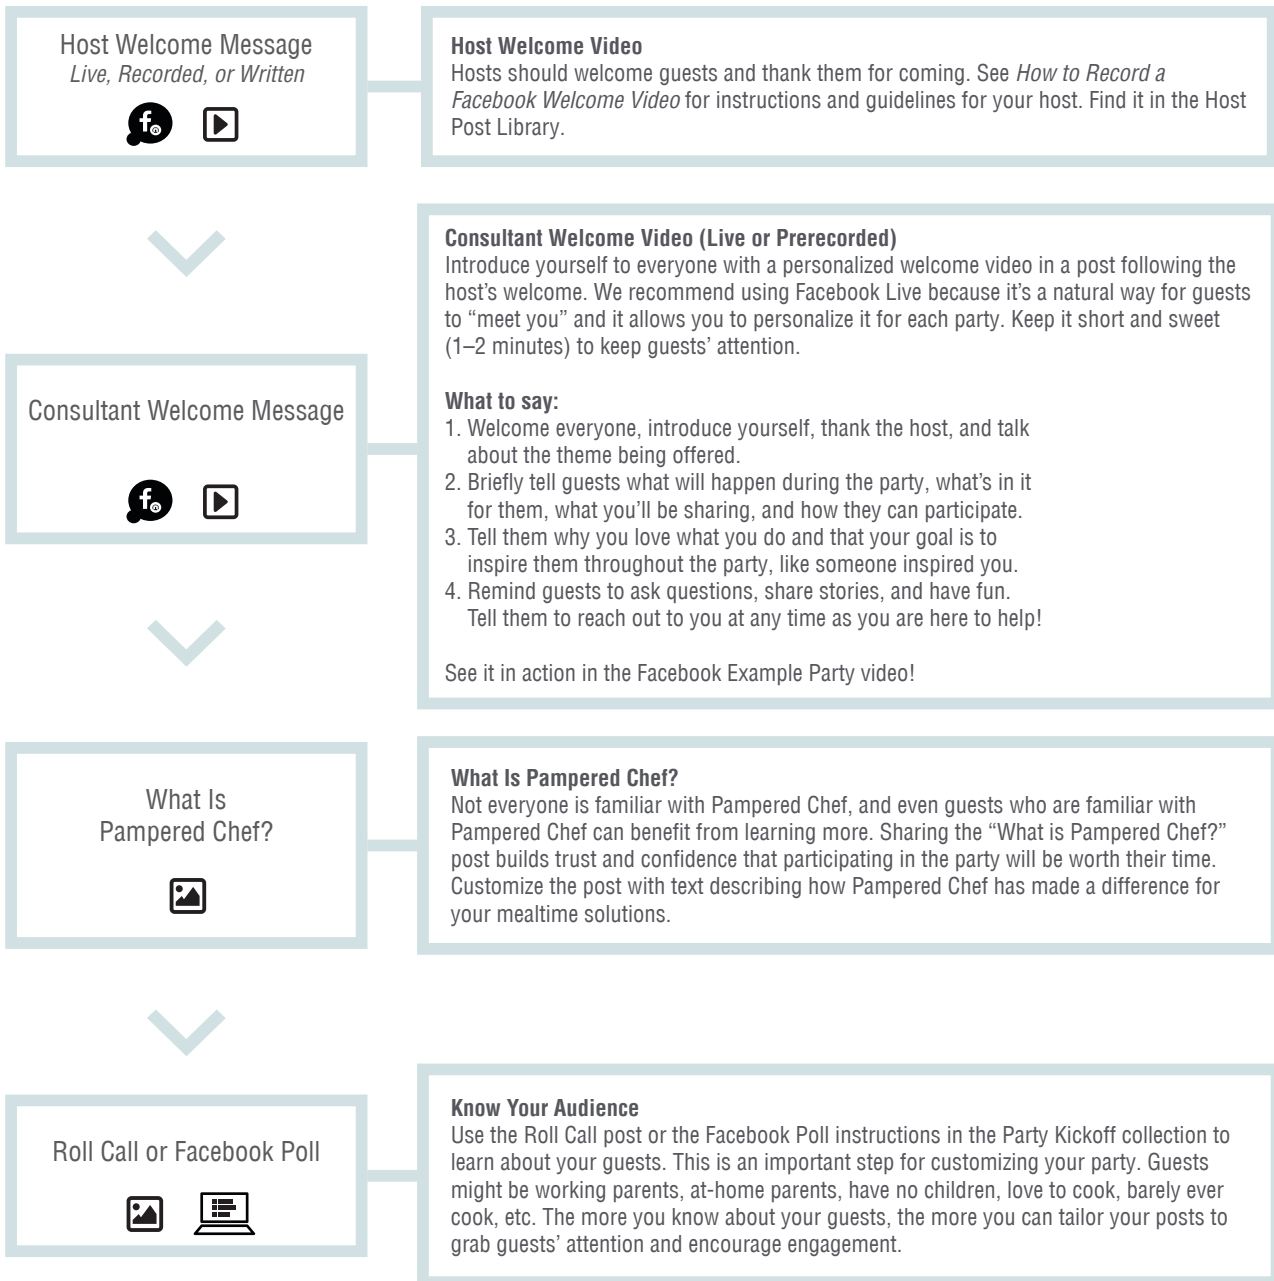 Host Welcome Message
Live, Recorded, or Written
Host Welcome Video
Hosts should welcome guests and thank them for coming. See How to Record a
Facebook Welcome Video for instructions and guidelines for your host. Find it in the Host
Post Library.
Consultant Welcome Message
Consultant Welcome Video (Live or Prerecorded)
Introduce yourself to everyone with a personalized welcome video in a post following the
host’s welcome. We recommend using Facebook Live because it’s a natural way for guests
to “meet you” and it allows you to personalize it for each party. Keep it short and sweet
(1–2 minutes) to keep guests’ attention.
What to say:
1. Welcome everyone, introduce yourself, thank the host, and talk
about the theme being offered.
2. Briefly tell guests what will happen during the party, what’s in it
for them, what you’ll be sharing, and how they can participate.
3. Tell them why you love what you do and that your goal is to
inspire them throughout the party, like someone inspired you.
4. Remind guests to ask questions, share stories, and have fun.
Tell them to reach out to you at any time as you are here to help!
See it in action in the Facebook Example Party video!
What Is
Pampered Chef?
What Is Pampered Chef?
Not everyone is familiar with Pampered Chef, and even guests who are familiar with
Pampered Chef can benefit from learning more. Sharing the “What is Pampered Chef?”
post builds trust and confidence that participating in the party will be worth their time.
Customize the post with text describing how Pampered Chef has made a difference for
your mealtime solutions.
Roll Call or Facebook Poll
Know Your Audience
Use the Roll Call post or the Facebook Poll instructions in the Party Kickoff collection to
learn about your guests. This is an important step for customizing your party. Guests
might be working parents, at-home parents, have no children, love to cook, barely ever
cook, etc. The more you know about your guests, the more you can tailor your posts to
grab guests’ attention and encourage engagement.